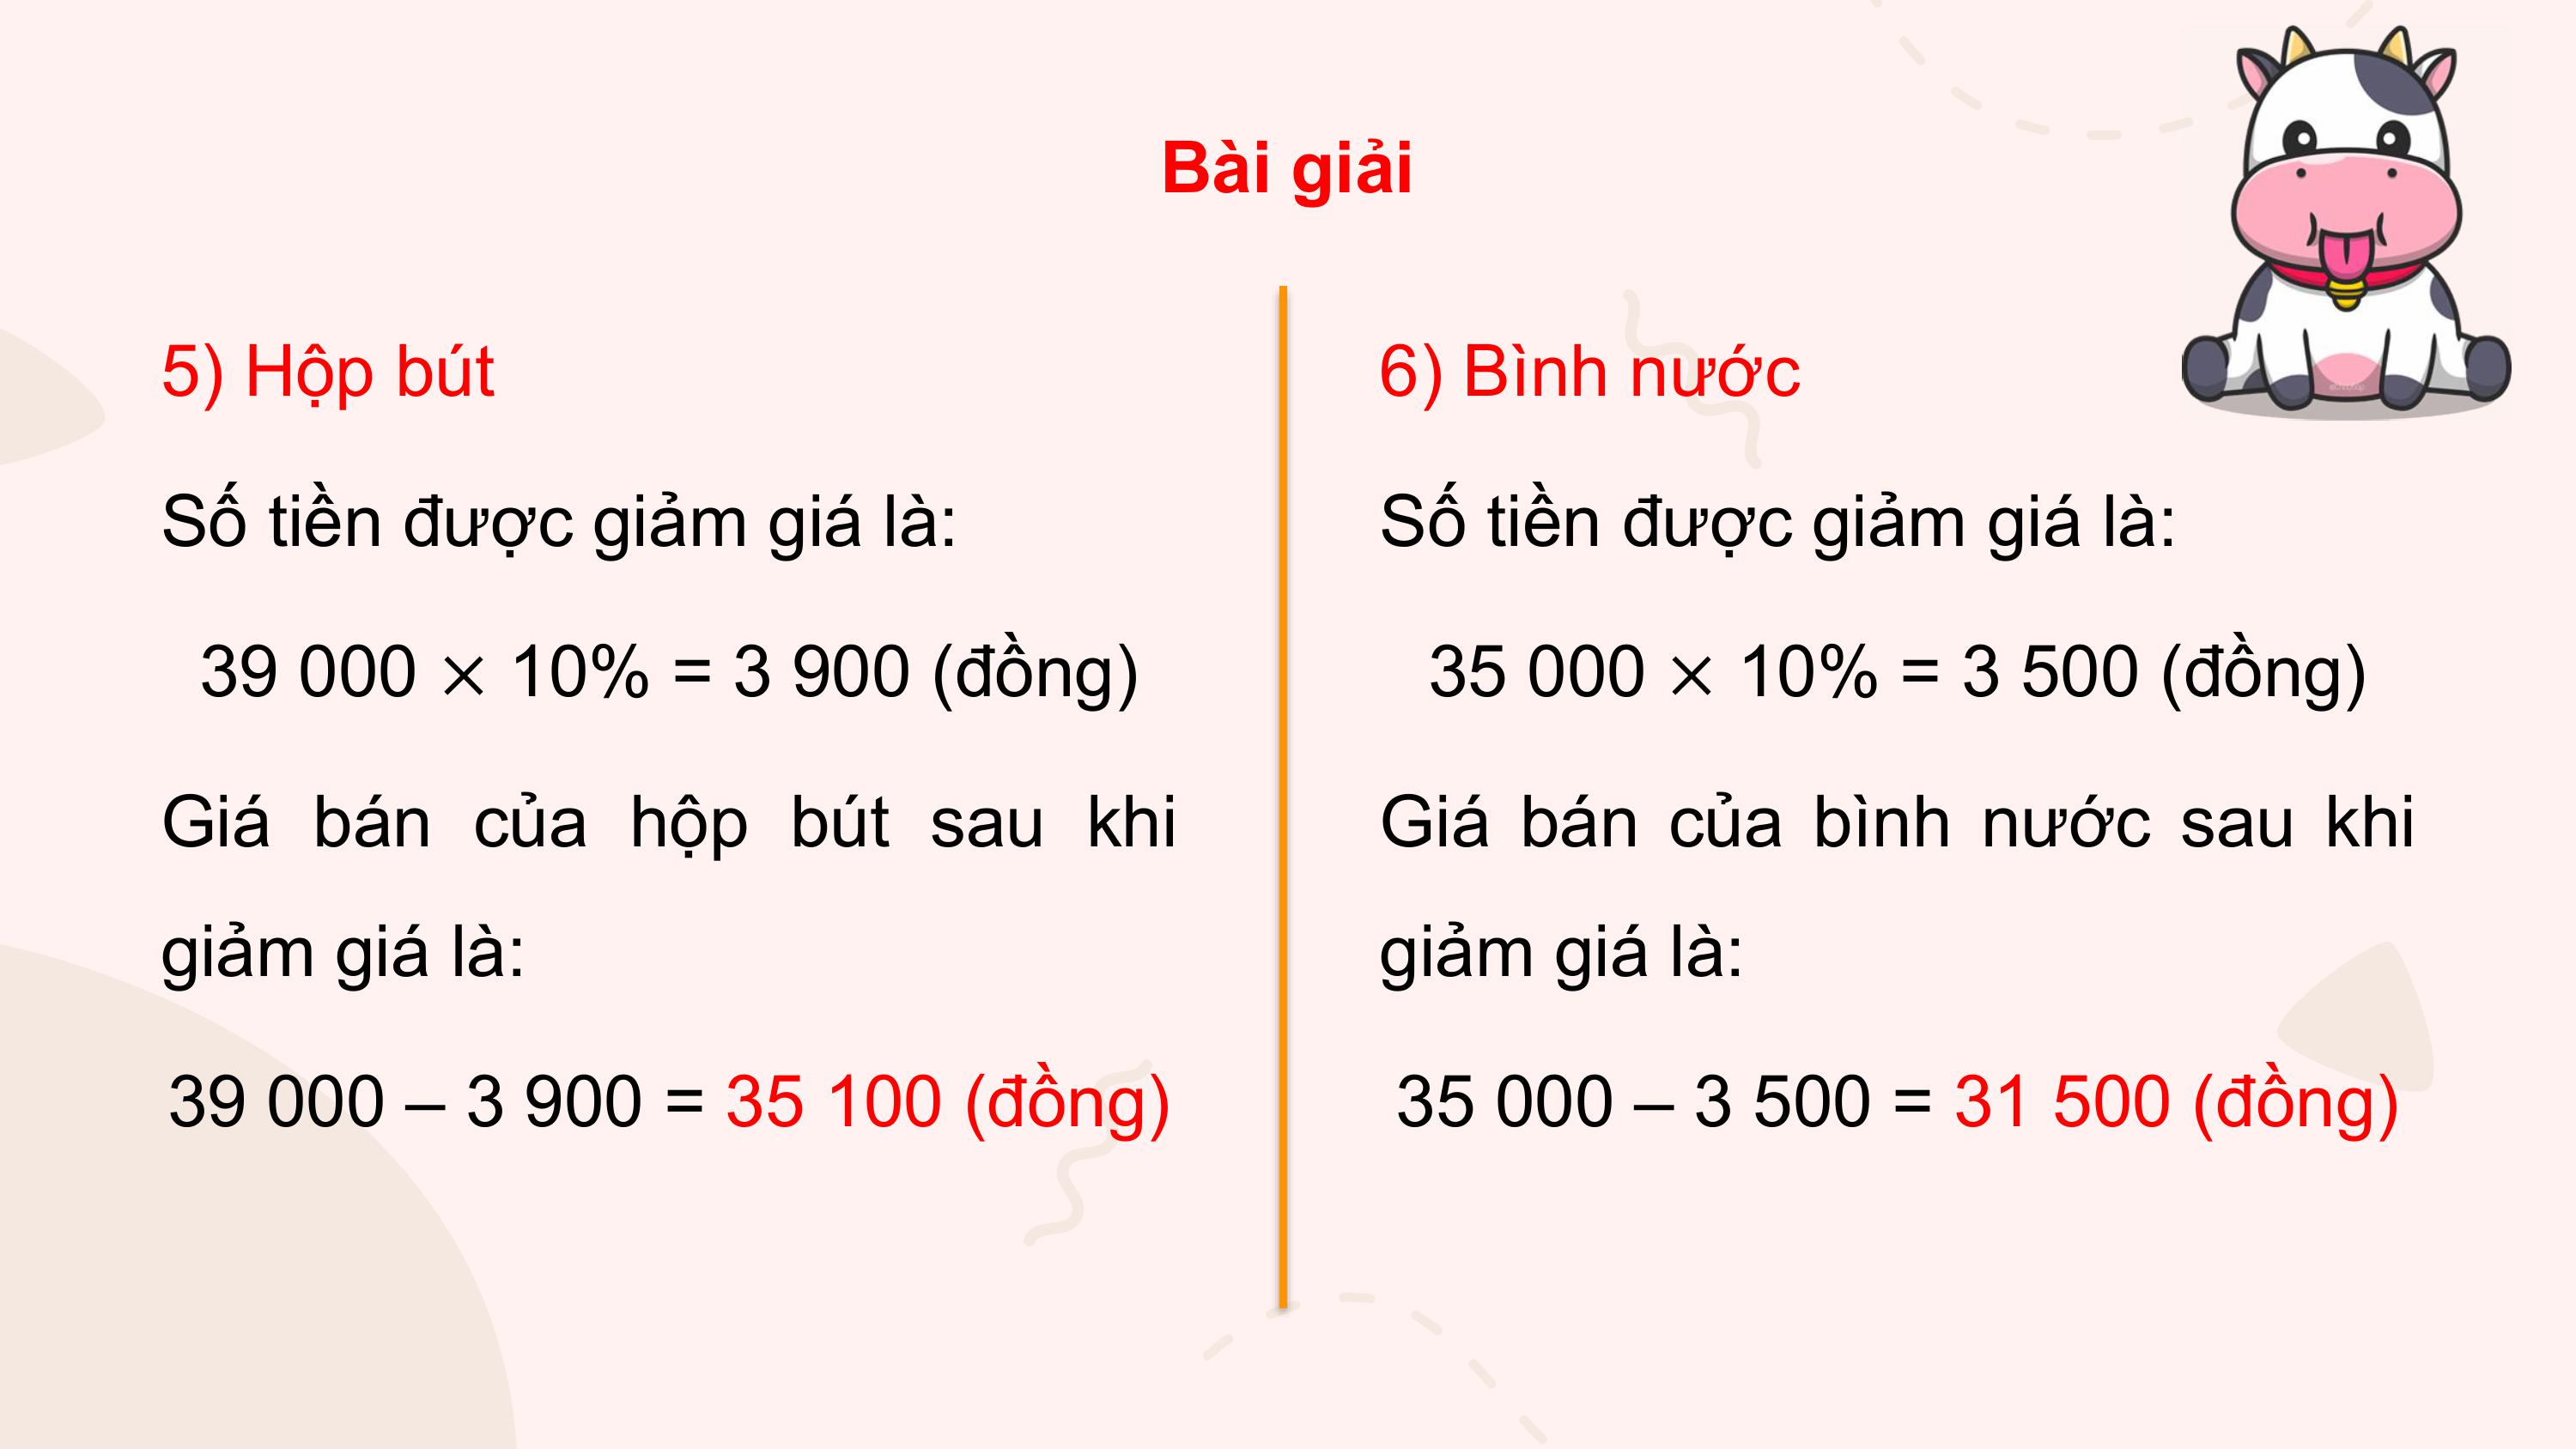 Bài giải
5) Hộp bút
Số tiền được giảm giá là:
39 000 × 10% = 3 900 (đồng)
Giá bán của hộp bút sau khi
giảm giá là:
39 000 – 3 900 = 35 100 (đồng)
6) Bình nước
Số tiền được giảm giá là:
35 000 × 10% = 3 500 (đồng)
Giá bán của bình nước sau khi
giảm giá là:
35 000 – 3 500 = 31 500 (đồng)